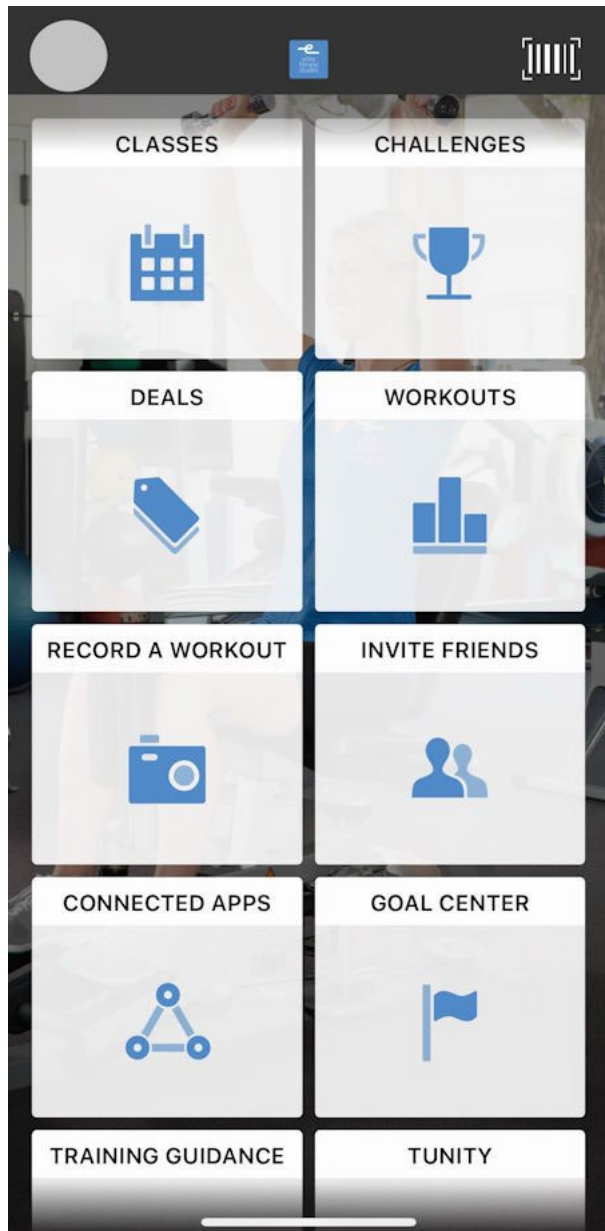 CLASSES
CHALLENGES
DEALS
WORKOUTS
RECORD A WORKOUT
INVITE FRIENDS
CONNECTED APPS
GOAL CENTER
TRAINING GUIDANCE
TUNITY